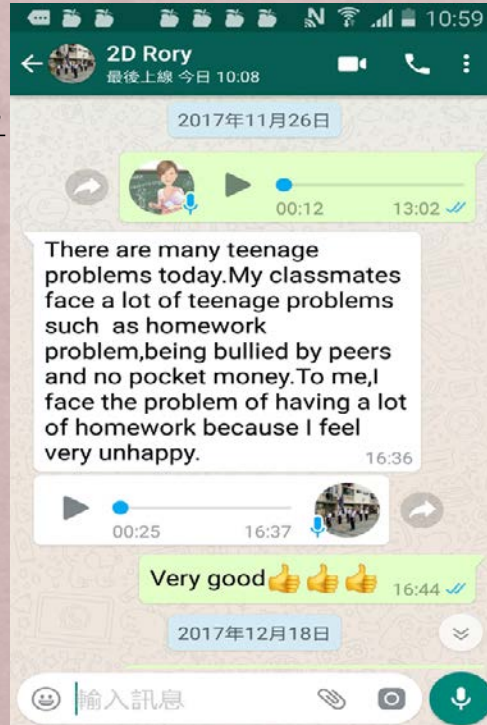 10:59
2D Rory
最後上線 今日 10:08
2017年11月26日
00:12 13:02
There are many teenage
problems today.My classmates
face a lot of teenage problems
such  as homework
problem,being bullied by peers
and no pocket money.To me,I
face the problem of having a lot
of homework because I feel
very unhappy.
16:36
00:25 16:37
Very good👍👍👍 16:44
2017年12月18日
輸入訊息